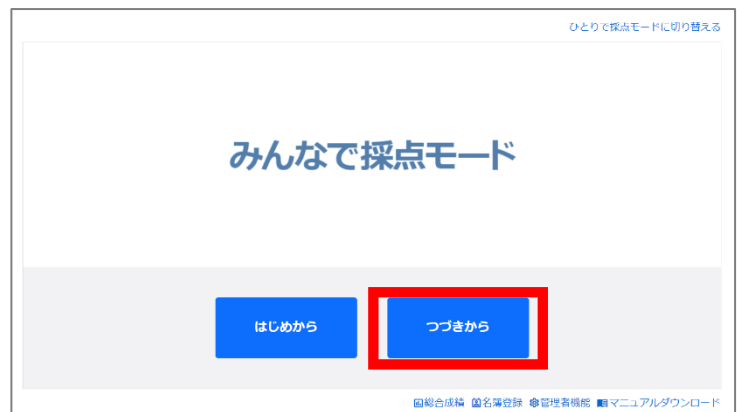 ひとりで採点モードに切り替える
みんなで採点モード
はじめから
つづきから
総合成績 名簿登録 管理者機能 マニュアルダウンロード